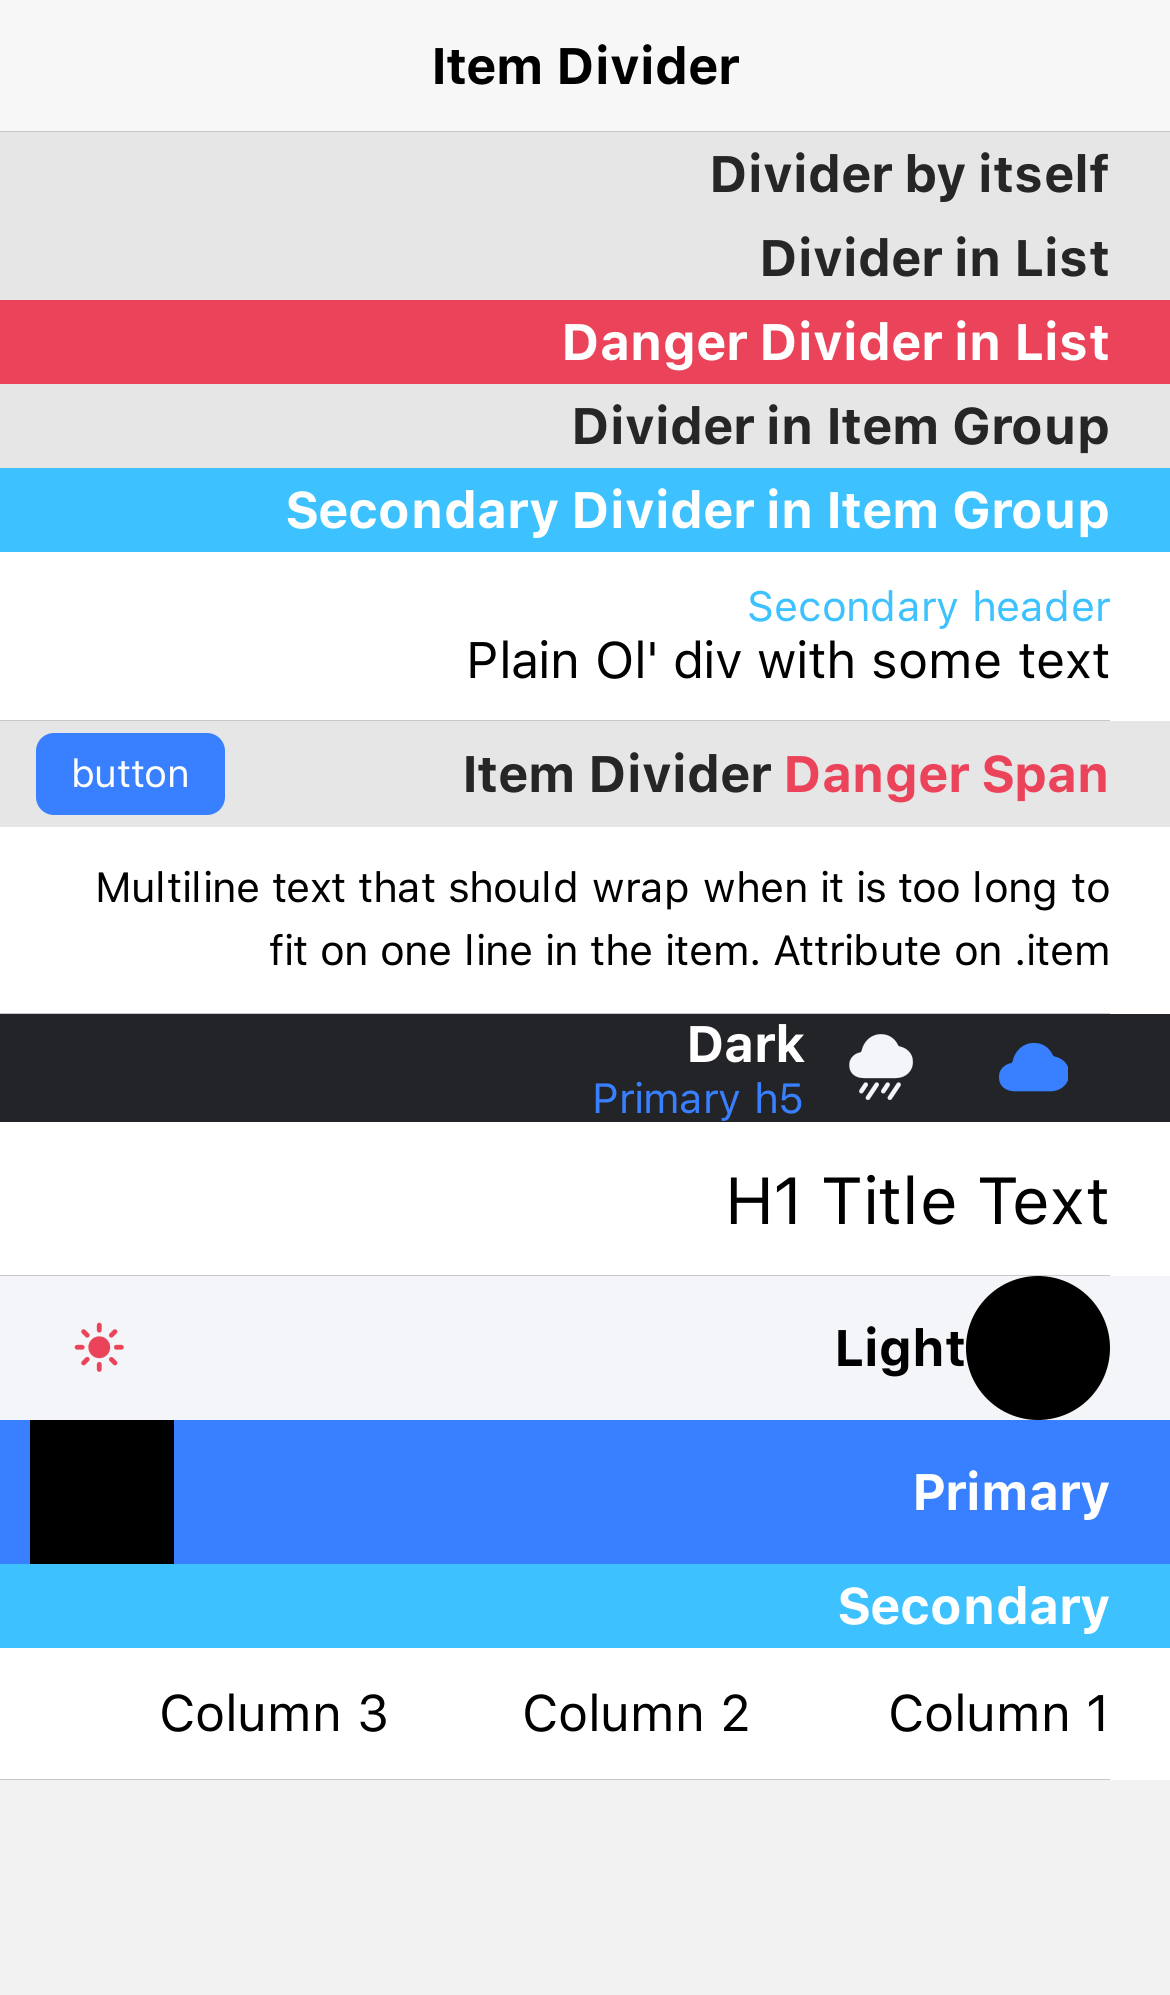 Item Divider
Divider by itself
Divider in List
Danger Divider in List
Divider in Item Group
Secondary Divider in Item Group
Secondary header
Plain Ol' div with some text
button
Item Divider Danger Span
Multiline text that should wrap when it is too long to
fit on one line in the item. Attribute on .item
Dark
Primary h5
H1 Title Text
Light
Primary
Secondary
Column 3 Column 2 Column 1